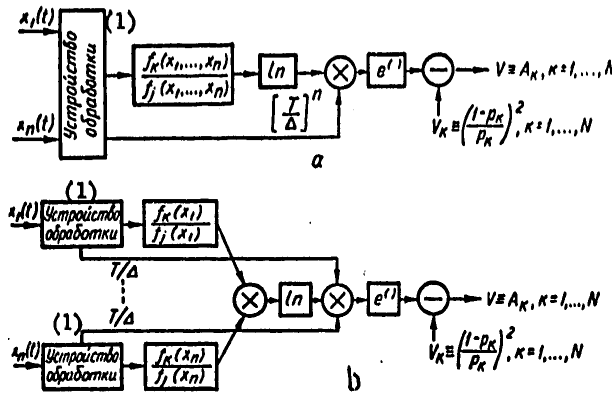 x₁(t)
(1)
xₙ(t)
Устройство обработки
fₖ(x₁,...,xₙ)
fⱼ(x₁,...,xₙ)
ln
×
e⁽⁾
−
V≡Aₖ, к=1,...,N
[T/Δ]ⁿ
Vₖ≡((1-pₖ)/pₖ)², к=1,...,N
a
(1)
x₁(t)
Устройство
обработки
fₖ(x₁)
fⱼ(x₁)
T/Δ
T/Δ
×
ln
×
e⁽⁾
−
V≡Aₖ, к=1,...,N
(1)
xₙ(t)
Устройство
обработки
fₖ(xₙ)
fⱼ(xₙ)
b
Vₖ≡((1-pₖ)/pₖ)², к=1,...,N